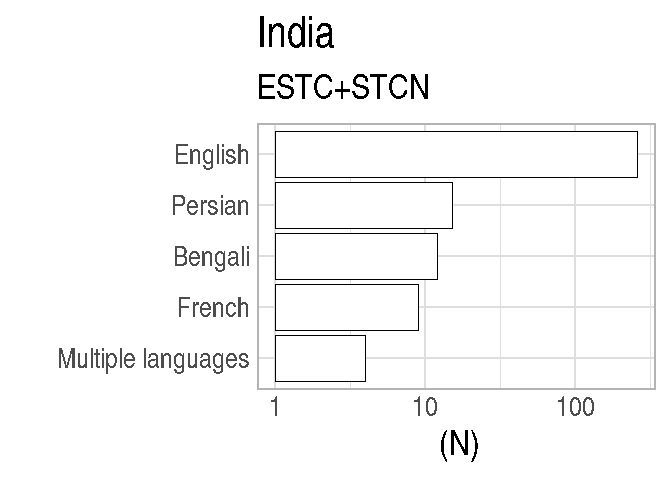 India
ESTC+STCN
English
Persian
Bengali
French
Multiple languages
1 10 100
(N)